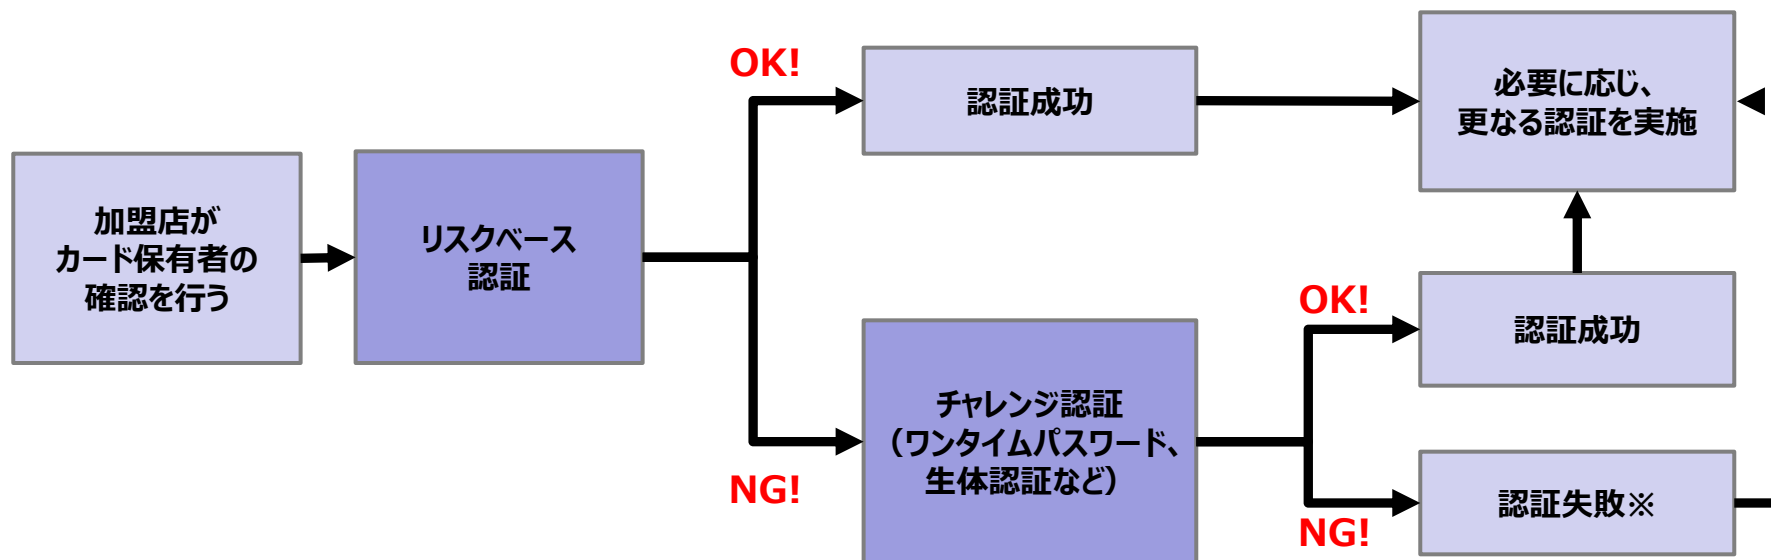 加盟店が
カード保有者の
確認を行う
リスクベース
認証
OK!
認証成功
必要に応じ、
更なる認証を実施
NG!
チャレンジ認証
（ワンタイムパスワード、
生体認証など）
OK!
認証成功
NG!
認証失敗※